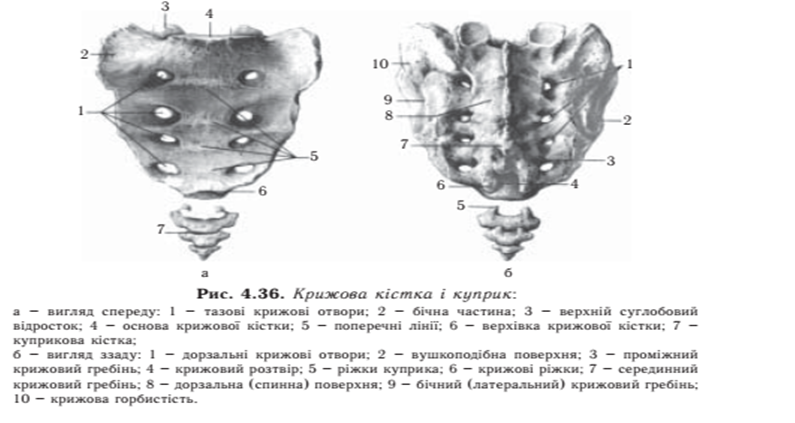 3
4
2
1
5
6
7
а
10
9
8
7
6
5
1
2
3
4
б
Рис. 4.36. Крижова кістка і куприк:
а − вигляд спереду: 1 − тазові крижові отвори; 2 − бічна частина; 3 − верхній суглобовий
відросток; 4 − основа крижової кістки; 5 − поперечні лінії; 6 − верхівка крижової кістки; 7 −
куприкова кістка;
б − вигляд ззаду: 1 − дорзальні крижові отвори; 2 − вушкоподібна поверхня; 3 − проміжний
крижовий гребінь; 4 − крижовий розтвір; 5 − ріжки куприка; 6 − крижові ріжки; 7 − серединний
крижовий гребінь; 8 − дорзальна (спинна) поверхня; 9 − бічний (латеральний) крижовий гребінь;
10 − крижова горбистість.